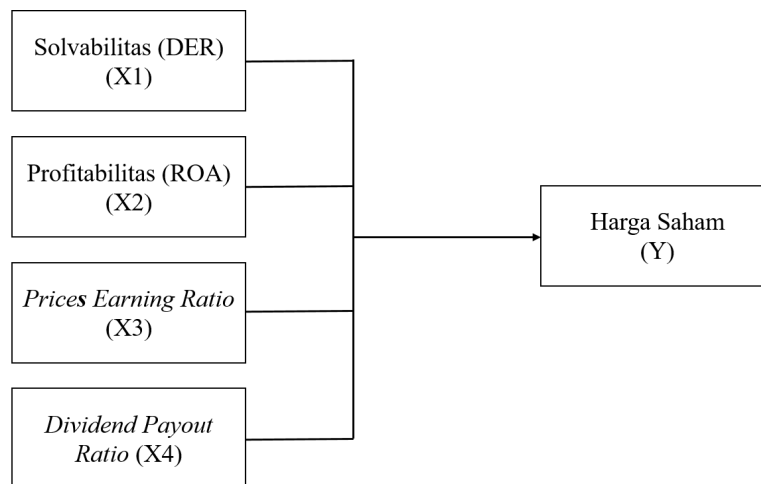 Solvabilitas (DER)
(X1)
Profitabilitas (ROA)
(X2)
Prices Earning Ratio
(X3)
Dividend Payout
Ratio (X4)
Harga Saham
(Y)